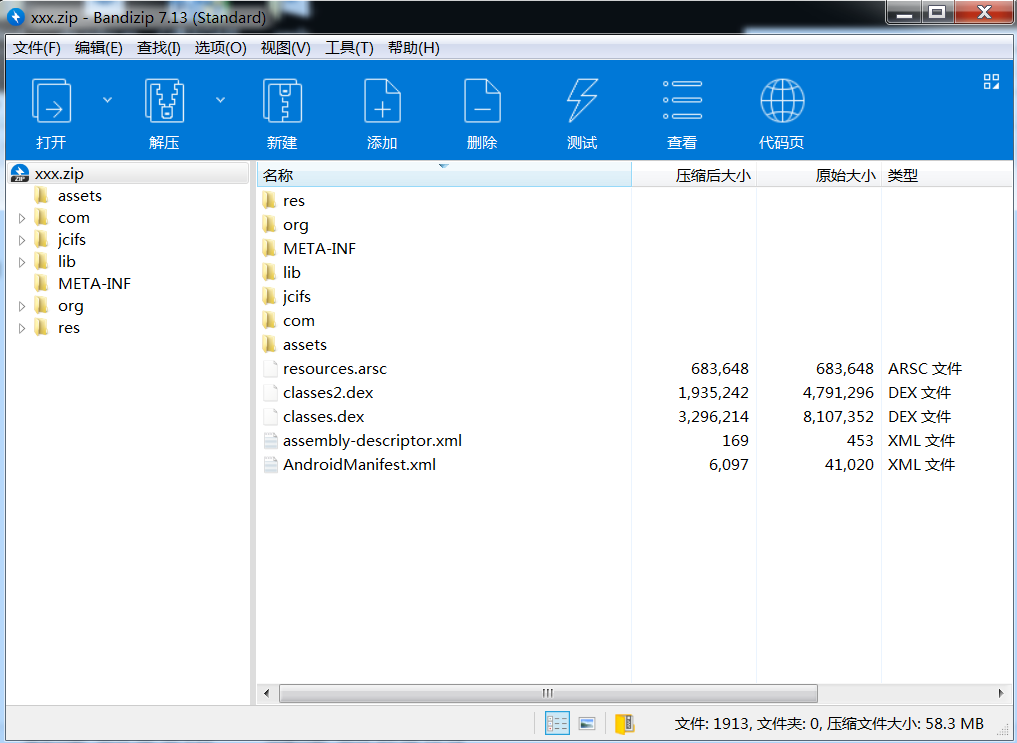 xxx.zip - Bandizip 7.13 (Standard)
文件(F) 编辑(E) 查找(I) 选项(O) 视图(V) 工具(T) 帮助(H)
打开 解压 新建 添加 删除 测试 查看 代码页
xxx.zip
assets
com
jcifs
lib
META-INF
org
res
名称 压缩后大小 原始大小 类型
res
org
META-INF
lib
jcifs
com
assets
resources.arsc 683,648 683,648 ARSC 文件
classes2.dex 1,935,242 4,791,296 DEX 文件
classes.dex 3,296,214 8,107,352 DEX 文件
assembly-descriptor.xml 169 453 XML 文件
AndroidManifest.xml 6,097 41,020 XML 文件
文件: 1913, 文件夹: 0, 压缩文件大小: 58.3 MB